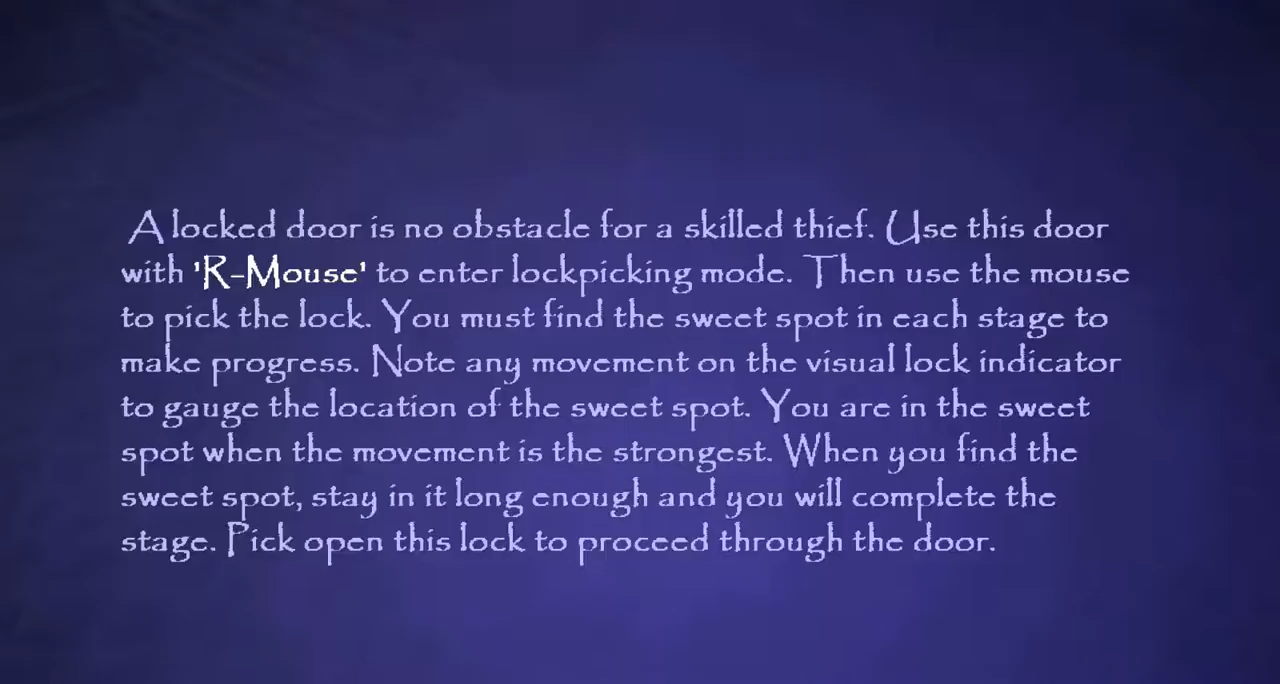 A locked door is no obstacle for a skilled thief. Use this door
with 'R-Mouse' to enter lockpicking mode. Then use the mouse
to pick the lock. You must find the sweet spot in each stage to
make progress. Note any movement on the visual lock indicator
to gauge the location of the sweet spot. You are in the sweet
spot when the movement is the strongest. When you find the
sweet spot, stay in it long enough and you will complete the
stage. Pick open this lock to proceed through the door.